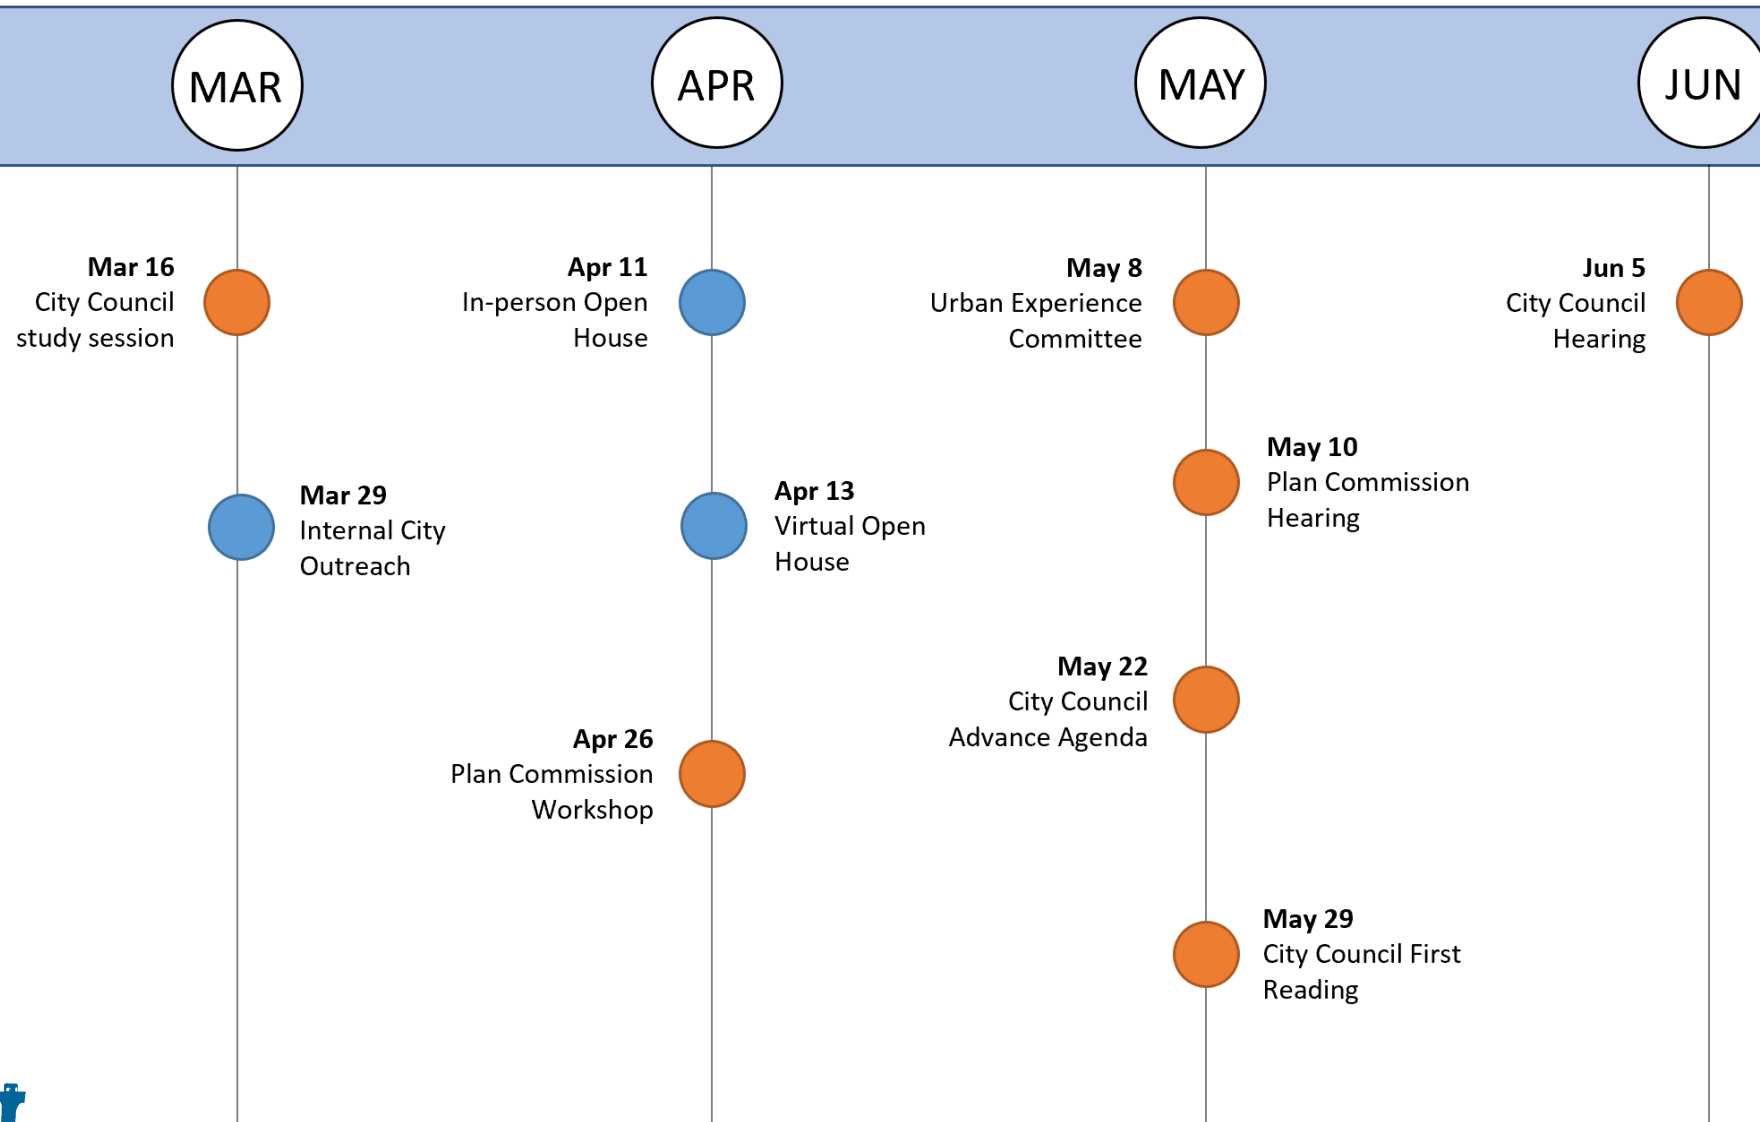 MAR
APR
MAY
JUN
Mar 16
City Council
study session
Mar 29
Internal City
Outreach
Apr 11
In-person Open
House
Apr 13
Virtual Open
House
Apr 26
Plan Commission
Workshop
May 8
Urban Experience
Committee
May 10
Plan Commission
Hearing
May 22
City Council
Advance Agenda
May 29
City Council First
Reading
Jun 5
City Council
Hearing